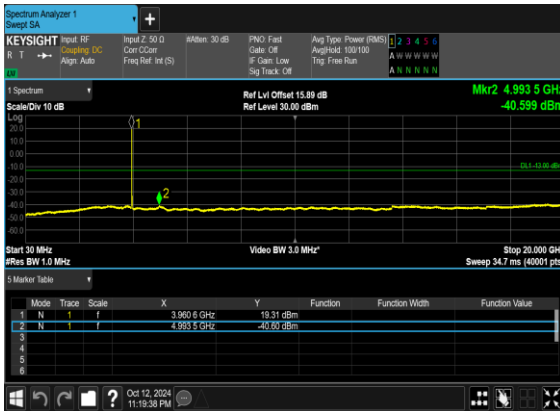 Spectrum Analyzer 1
Swept SA
KEYSIGHT Input: RF Input Z: 50 Ω #Atten: 30 dB PNO: Fast Avg Type: Power (RMS) 1 2 3 4 5 6
R T Coupling: DC Corr CCorr Gate: Off Avg|Hold: 100/100 A W W W W W
Align: Auto Freq Ref: Int (S) IF Gain: Low Trig: Free Run
LM Sig Track: Off A N N N N N
1 Spectrum Ref Lvl Offset 15.89 dB Mkr2 4.993 5 GHz
Scale/Div 10 dB Ref Level 30.00 dBm -40.599 dBm
Log
20.0
10.0
0.00
-10.0
DL1 -13.00 dBm
-20.0
-30.0
-40.0
-50.0
-60.0
1
2
Start 30 MHz Video BW 3.0 MHz* Stop 20.000 GHz
#Res BW 1.0 MHz Sweep 34.7 ms (40001 pts)
5 Marker Table
Mode Trace Scale X Y Function Function Width Function Value
1 N 1 f 3.960 6 GHz 19.31 dBm
2 N 1 f 4.993 5 GHz -40.60 dBm
3
4
5
6
Oct 12, 2024
11:19:38 PM